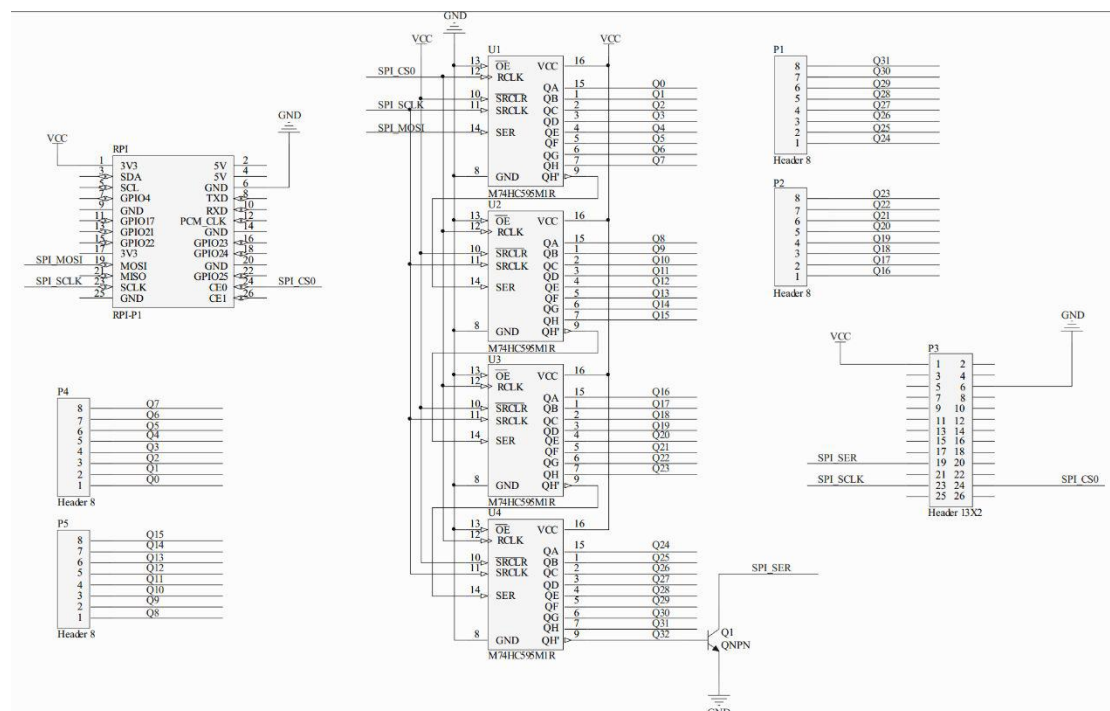 GND
VCC
VCC
U1
SPI_CS0
13 OE VCC 16
12 RCLK
QA 15 Q0
10 SRCLR QB 1 Q1
SPI_SCLK 11 SRCLK QC 2 Q2
QD 3 Q3
SPI_MOSI 14 SER QE 4 Q4
QF 5 Q5
QG 6 Q6
QH 7 Q7
8 GND QH' 9
M74HC595M1R
U2
13 OE VCC 16
12 RCLK
QA 15 Q8
10 SRCLR QB 1 Q9
11 SRCLK QC 2 Q10
QD 3 Q11
14 SER QE 4 Q12
QF 5 Q13
QG 6 Q14
QH 7 Q15
8 GND QH' 9
M74HC595M1R
U3
13 OE VCC 16
12 RCLK
QA 15 Q16
10 SRCLR QB 1 Q17
11 SRCLK QC 2 Q18
QD 3 Q19
14 SER QE 4 Q20
QF 5 Q21
QG 6 Q22
QH 7 Q23
8 GND QH' 9
M74HC595M1R
U4
13 OE VCC 16
12 RCLK
QA 15 Q24
10 SRCLR QB 1 Q25
11 SRCLK QC 2 Q26
QD 3 Q27
14 SER QE 4 Q28
QF 5 Q29
QG 6 Q30
QH 7 Q31
8 GND QH' 9 Q32
M74HC595M1R
SPI_SER
Q1
QNPN
GND
VCC
GND
RPI
1 3V3 5V 2
3 SDA 5V 4
5 SCL GND 6
7 GPIO4 TXD 8
9 GND RXD 10
11 GPIO17 PCM_CLK 12
13 GPIO21 GND 14
15 GPIO22 GPIO23 16
17 3V3 GPIO24 18
SPI_MOSI 19 MOSI GND 20
21 MISO GPIO25 22
SPI_SCLK 23 SCLK CE0 24 SPI_CS0
25 GND CE1 26
RPI-P1
P4
8 Q7
7 Q6
6 Q5
5 Q4
4 Q3
3 Q2
2 Q1
1 Q0
Header 8
P5
8 Q15
7 Q14
6 Q13
5 Q12
4 Q11
3 Q10
2 Q9
1 Q8
Header 8
P1
8 Q31
7 Q30
6 Q29
5 Q28
4 Q27
3 Q26
2 Q25
1 Q24
Header 8
P2
8 Q23
7 Q22
6 Q21
5 Q20
4 Q19
3 Q18
2 Q17
1 Q16
Header 8
GND
VCC
P3
1 2
3 4
5 6
7 8
9 10
11 12
13 14
15 16
17 18
SPI_SER 19 20
21 22
SPI_SCLK 23 24 SPI_CS0
25 26
Header 13X2